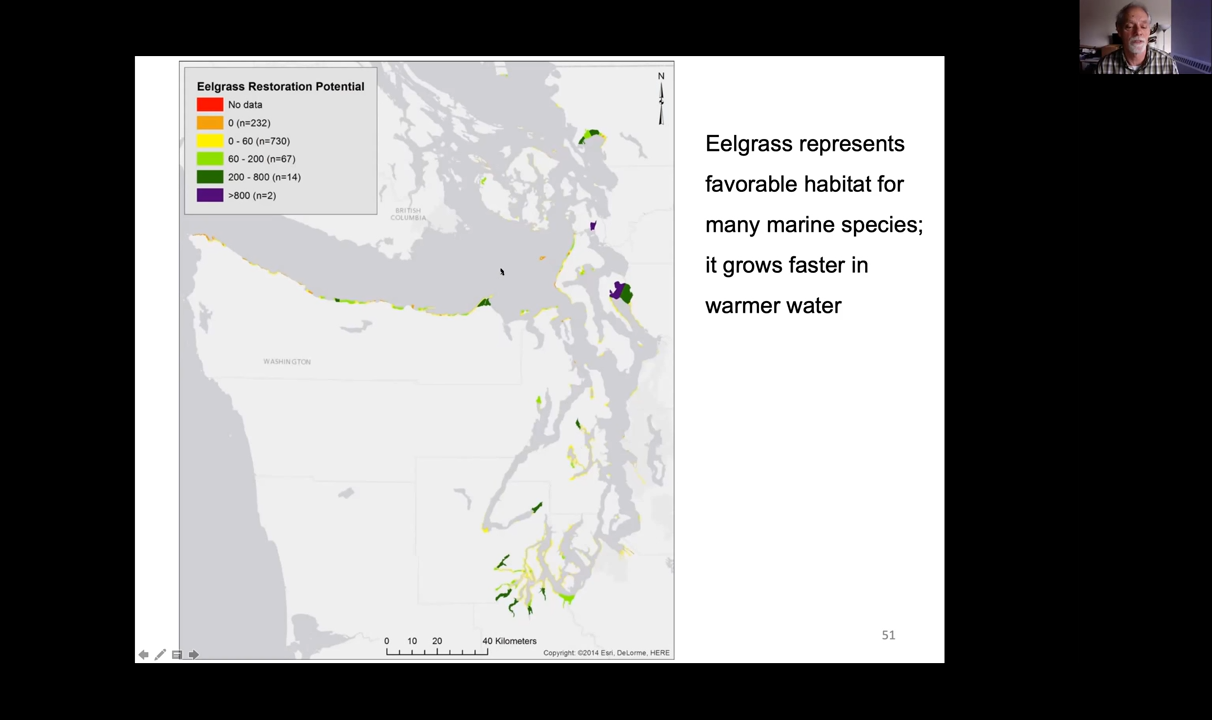 Eelgrass Restoration Potential
No data
0 (n=232)
0 - 60 (n=730)
60 - 200 (n=67)
200 - 800 (n=14)
>800 (n=2)
N
BRITISH
COLUMBIA
WASHINGTON
0 10 20 40 Kilometers
Copyright: ©2014 Esri, DeLorme, HERE
Eelgrass represents
favorable habitat for
many marine species;
it grows faster in
warmer water
51